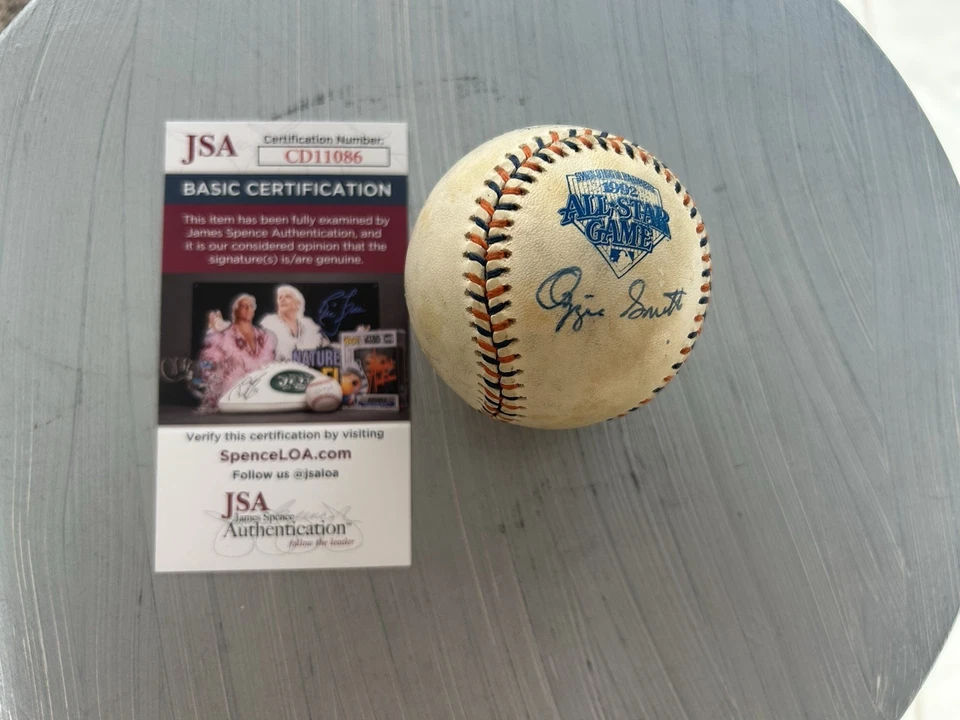 JSA
Certification Number:
CD11086
BASIC CERTIFICATION
This item has been fully examined by
James Spence Authentication, and
it is our considered opinion that the
signature(s) is/are genuine.
NATURE
JETS
Verify this certification by visiting
SpenceLOA.com
Follow us @jsaloa
JSA
James Spence
Authentication
follow the leader
1992
ALL-STAR
GAME
Ozzie Smith